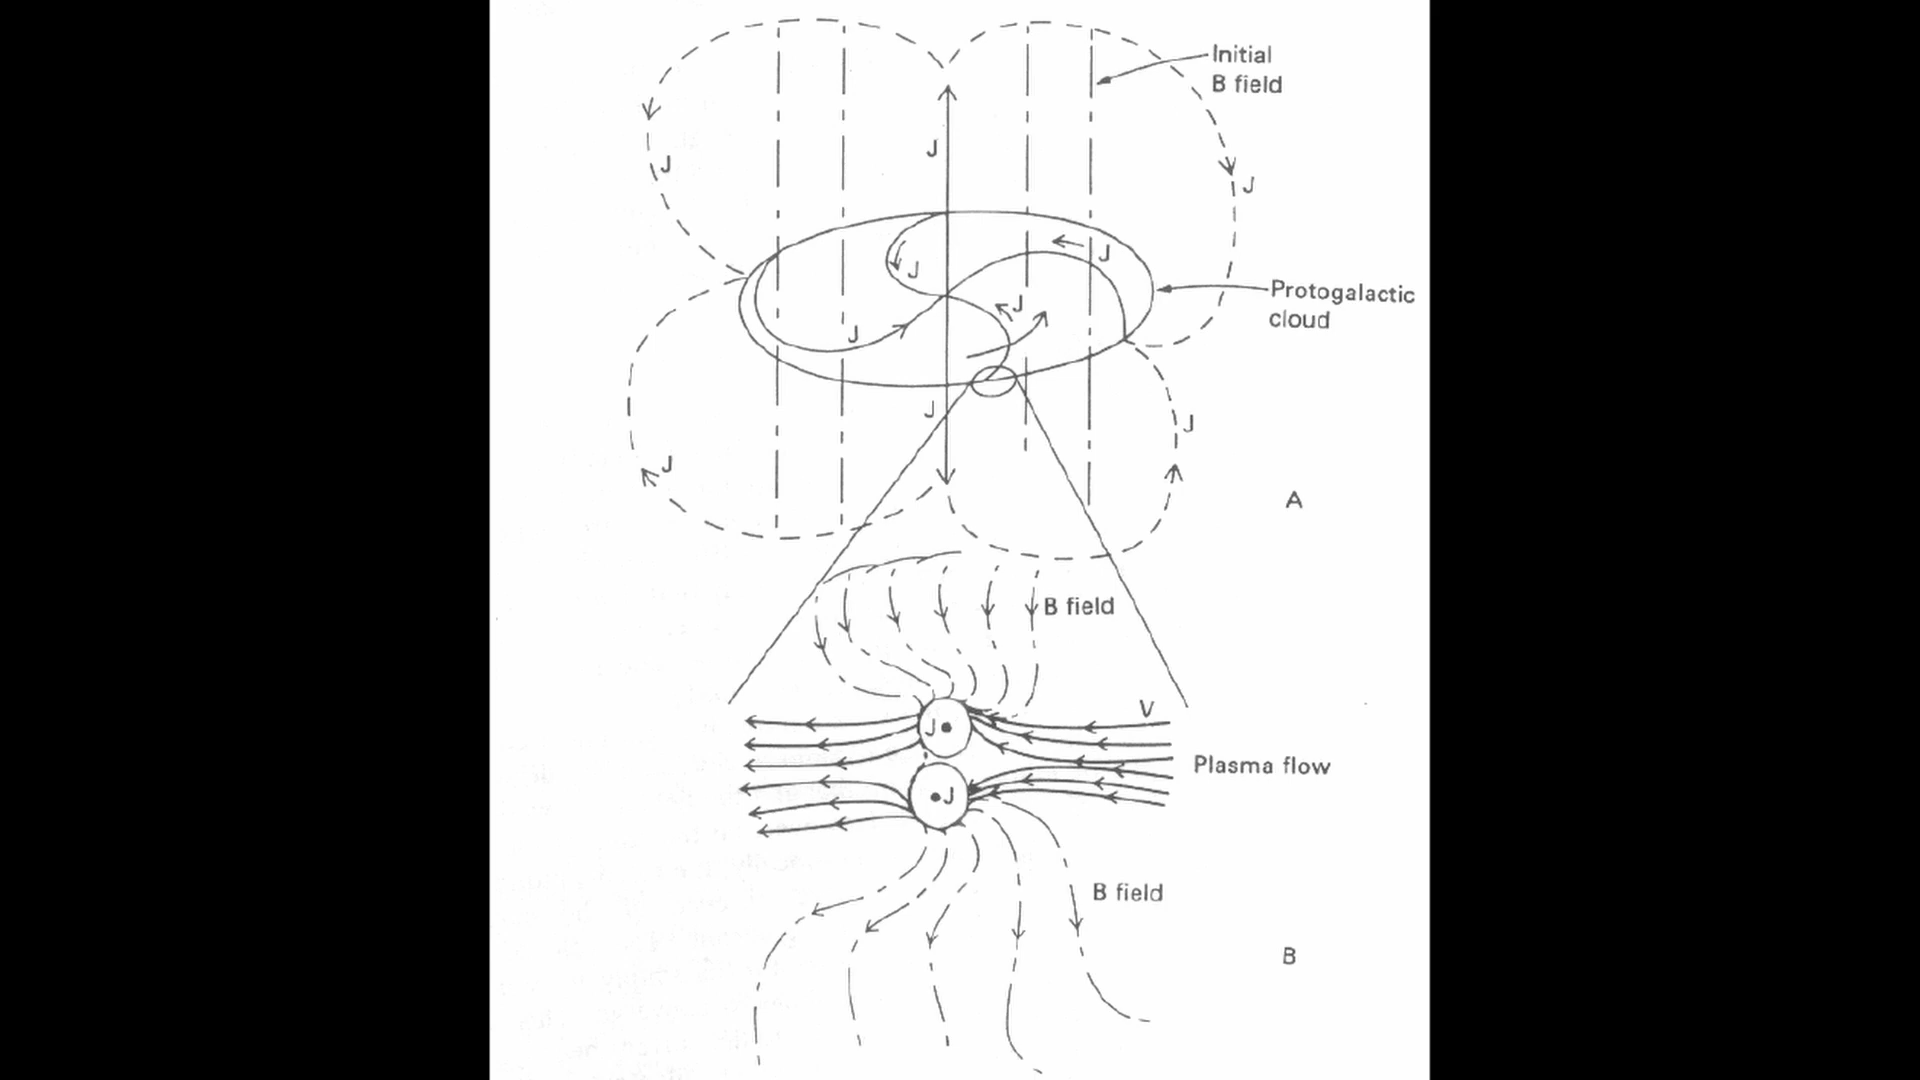 Initial
B field
J
J
J
J
J
Protogalactic
cloud
J
J
J
J
J
A
B field
V
J
Plasma flow
J
B field
B